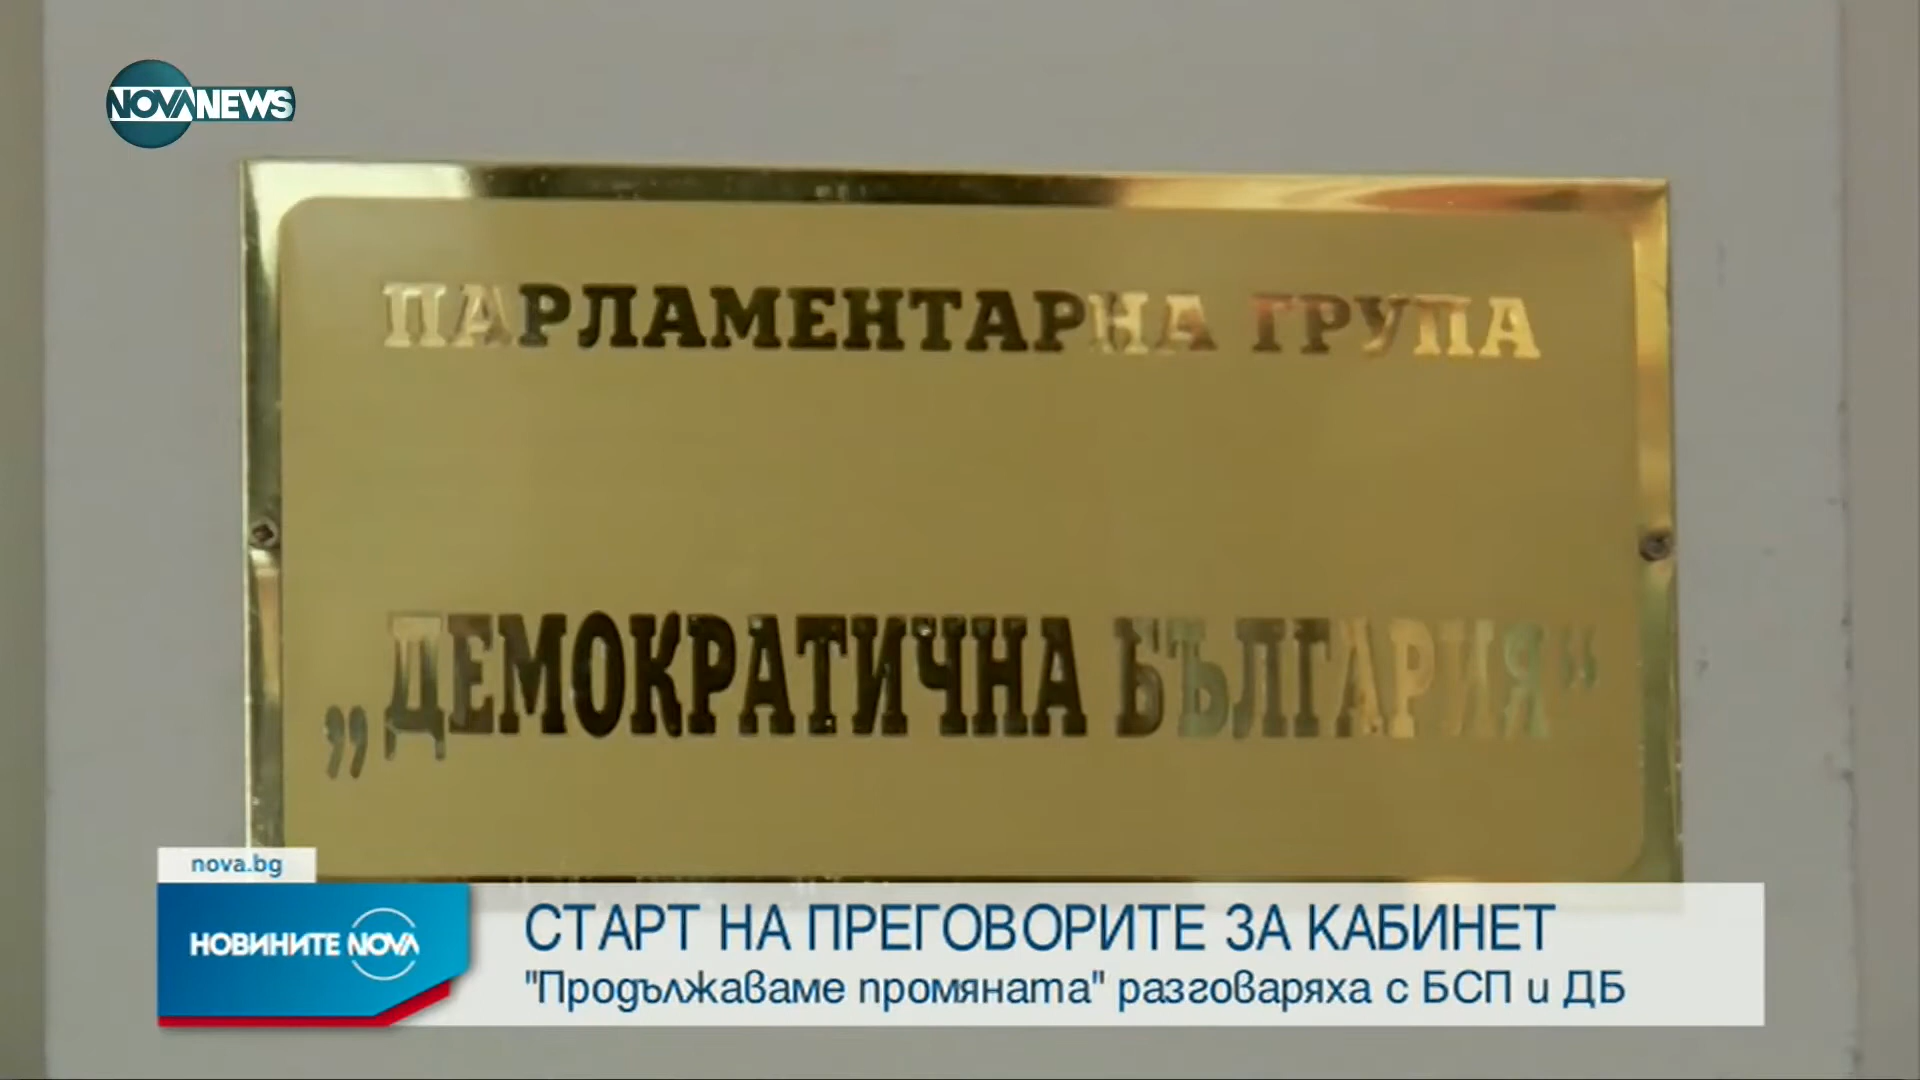 NOVANEWS
ПАРЛАМЕНТАРНА ГРУПА
„ДЕМОКРАТИЧНА БЪЛГАРИЯ“
nova.bg
НОВИНИТЕ NOVA
СТАРТ НА ПРЕГОВОРИТЕ ЗА КАБИНЕТ
"Продължаваме промяната" разговаряха с БСП и ДБ